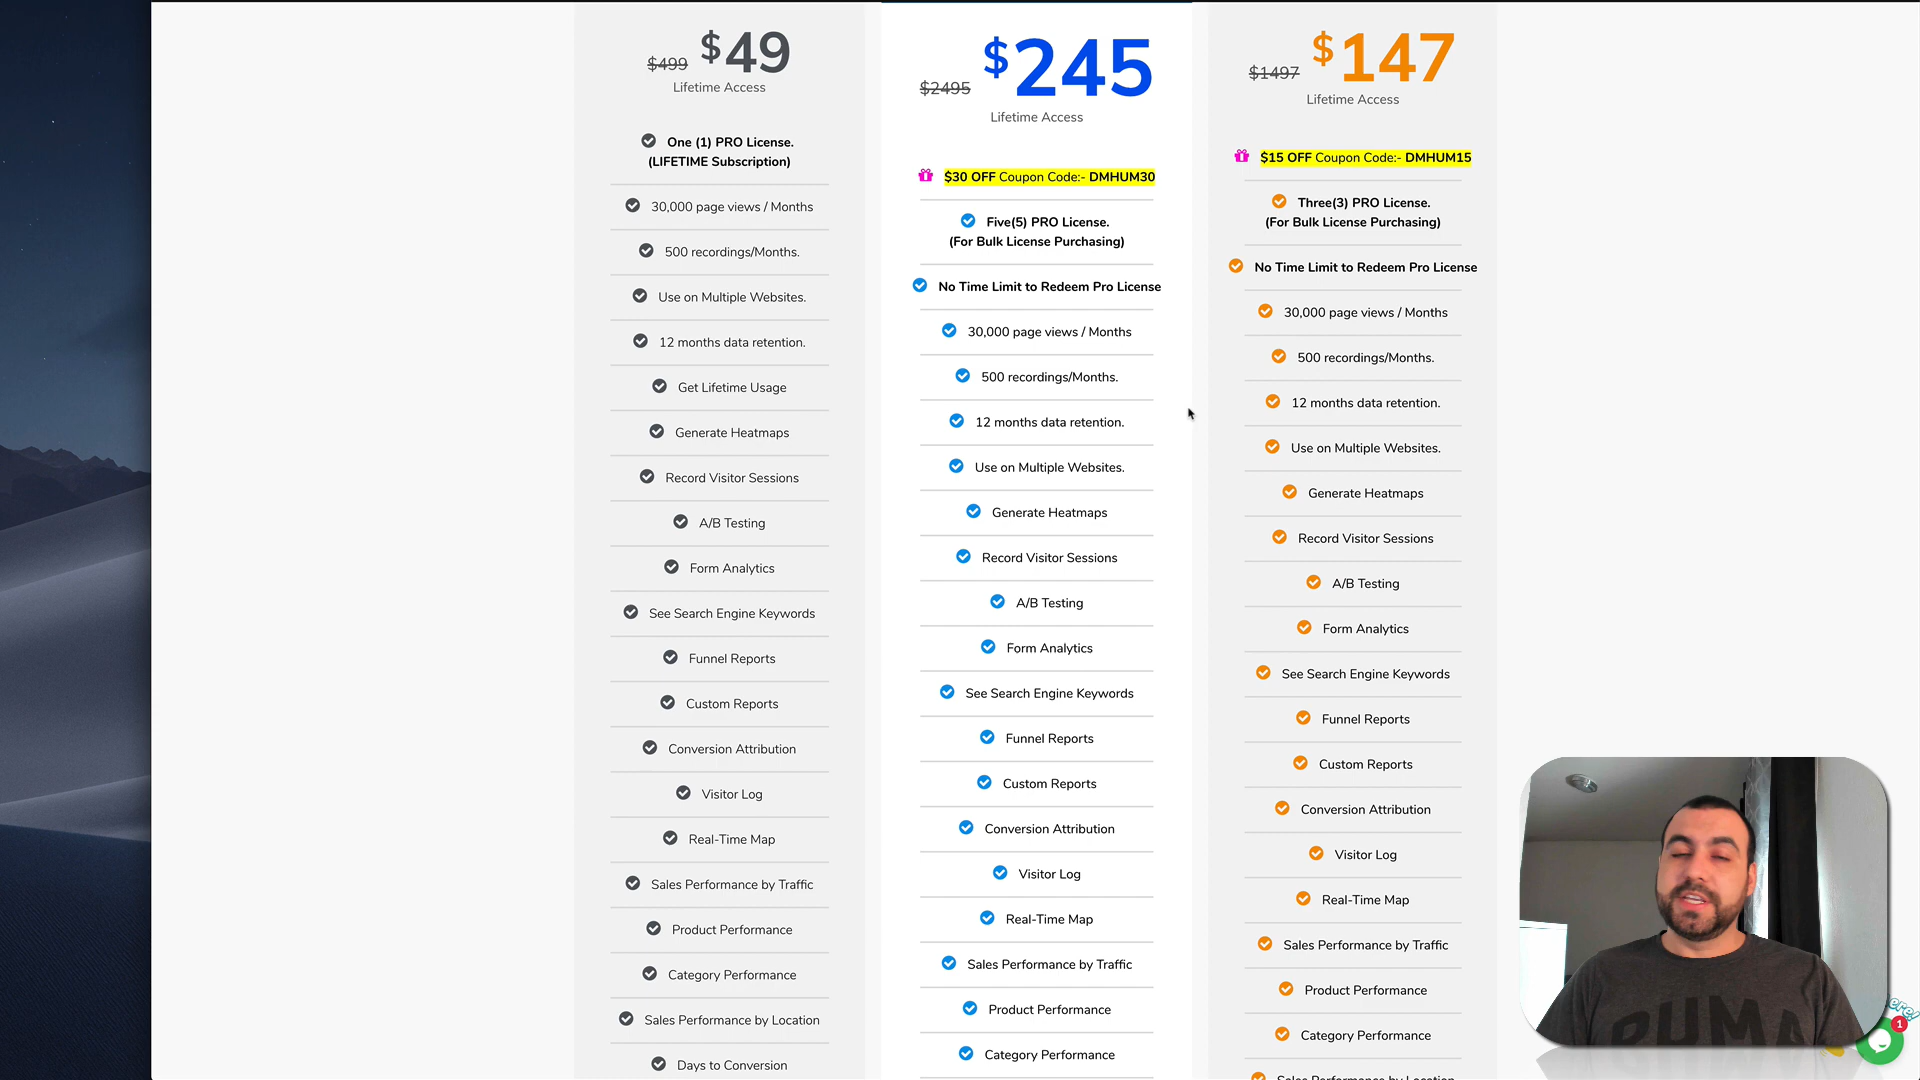 $499 $49
Lifetime Access
One (1) PRO License.
(LIFETIME Subscription)
30,000 page views / Months
500 recordings/Months.
Use on Multiple Websites.
12 months data retention.
Get Lifetime Usage
Generate Heatmaps
Record Visitor Sessions
A/B Testing
Form Analytics
See Search Engine Keywords
Funnel Reports
Custom Reports
Conversion Attribution
Visitor Log
Real-Time Map
Sales Performance by Traffic
Product Performance
Category Performance
Sales Performance by Location
Days to Conversion
$2495 $245
Lifetime Access
$30 OFF Coupon Code:- DMHUM30
Five(5) PRO License.
(For Bulk License Purchasing)
No Time Limit to Redeem Pro License
30,000 page views / Months
500 recordings/Months.
12 months data retention.
Use on Multiple Websites.
Generate Heatmaps
Record Visitor Sessions
A/B Testing
Form Analytics
See Search Engine Keywords
Funnel Reports
Custom Reports
Conversion Attribution
Visitor Log
Real-Time Map
Sales Performance by Traffic
Product Performance
Category Performance
$1497 $147
Lifetime Access
$15 OFF Coupon Code:- DMHUM15
Three(3) PRO License.
(For Bulk License Purchasing)
No Time Limit to Redeem Pro License
30,000 page views / Months
500 recordings/Months.
12 months data retention.
Use on Multiple Websites.
Generate Heatmaps
Record Visitor Sessions
A/B Testing
Form Analytics
See Search Engine Keywords
Funnel Reports
Custom Reports
Conversion Attribution
Visitor Log
Real-Time Map
Sales Performance by Traffic
Product Performance
Category Performance
Sales Performance by Location
PUMA
1